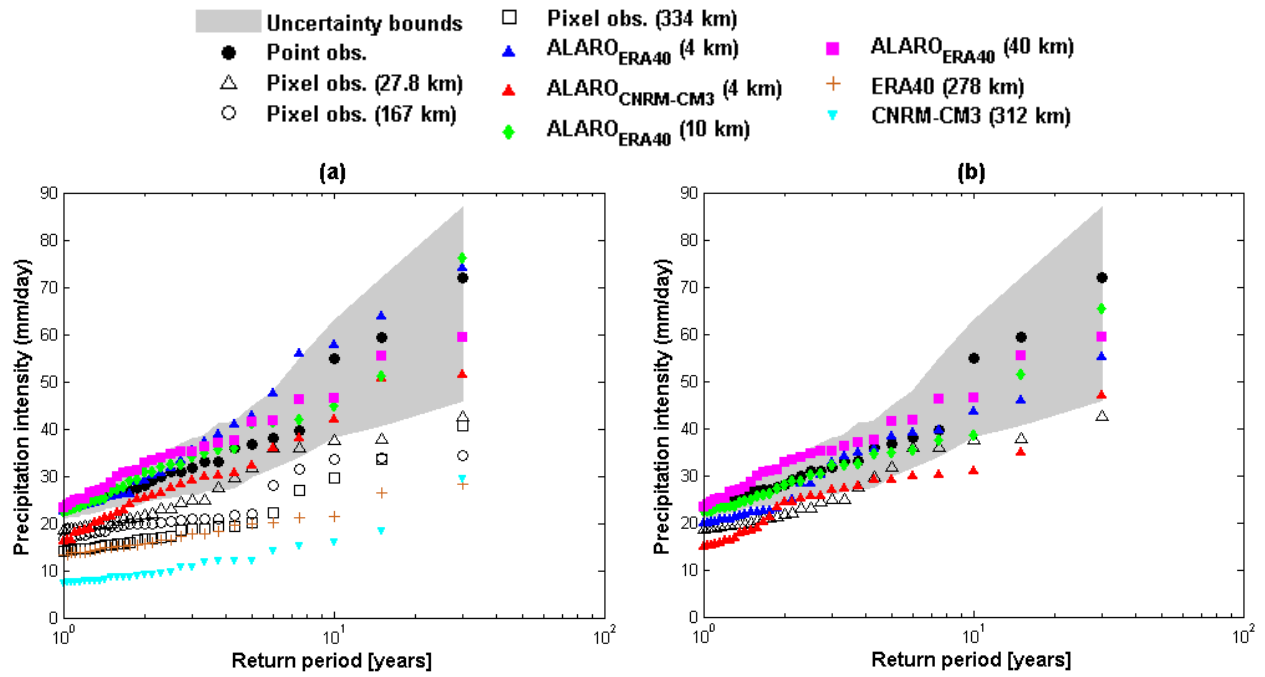 Uncertainty bounds
Point obs.
Pixel obs. (27.8 km)
Pixel obs. (167 km)
Pixel obs. (334 km)
ALARO_ERA40 (4 km)
ALARO_CNRM-CM3 (4 km)
ALARO_ERA40 (10 km)
ALARO_ERA40 (40 km)
ERA40 (278 km)
CNRM-CM3 (312 km)
(a)
Precipitation intensity (mm/day)
90
80
70
60
50
40
30
20
10
0
10^0
10^1
10^2
Return period [years]
(b)
Precipitation intensity (mm/day)
90
80
70
60
50
40
30
20
10
0
10^0
10^1
10^2
Return period [years]